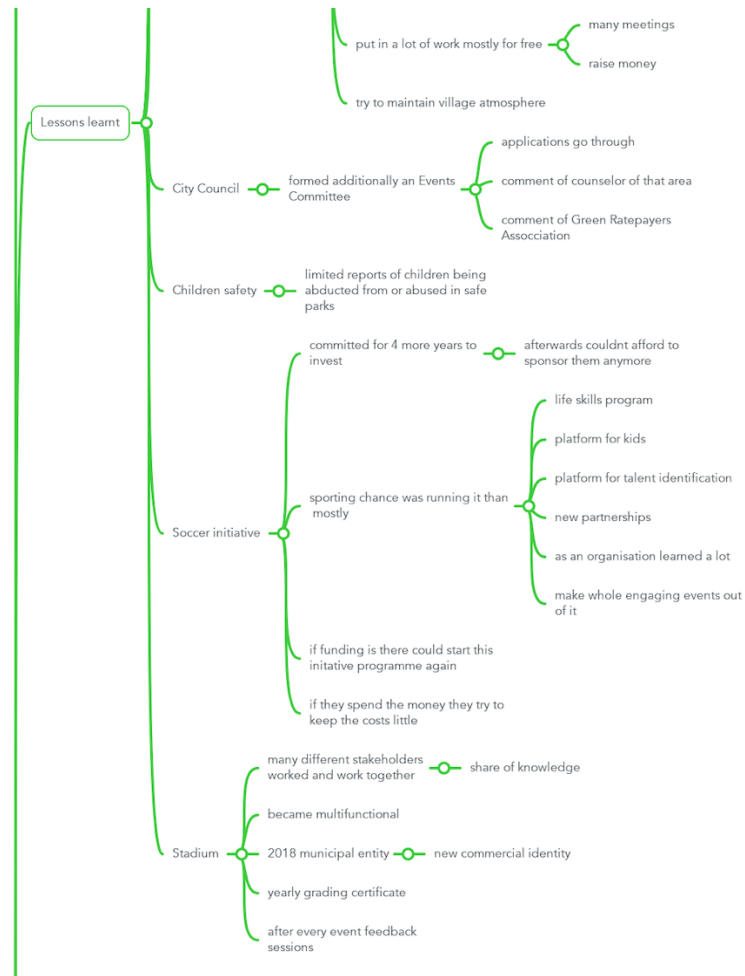 many meetings
put in a lot of work mostly for free
raise money
try to maintain village atmosphere
Lessons learnt
applications go through
City Council
formed additionally an Events
Committee
comment of counselor of that area
comment of Green Ratepayers
Assocciation
Children safety
limited reports of children being
abducted from or abused in safe
parks
Soccer initiative
committed for 4 more years to
invest
afterwards couldnt afford to
sponsor them anymore
sporting chance was running it than
mostly
life skills program
platform for kids
platform for talent identification
new partnerships
as an organisation learned a lot
make whole engaging events out
of it
if funding is there could start this
initative programme again
if they spend the money they try to
keep the costs little
Stadium
many different stakeholders
worked and work together
share of knowledge
became multifunctional
2018 municipal entity
new commercial identity
yearly grading certificate
after every event feedback
sessions